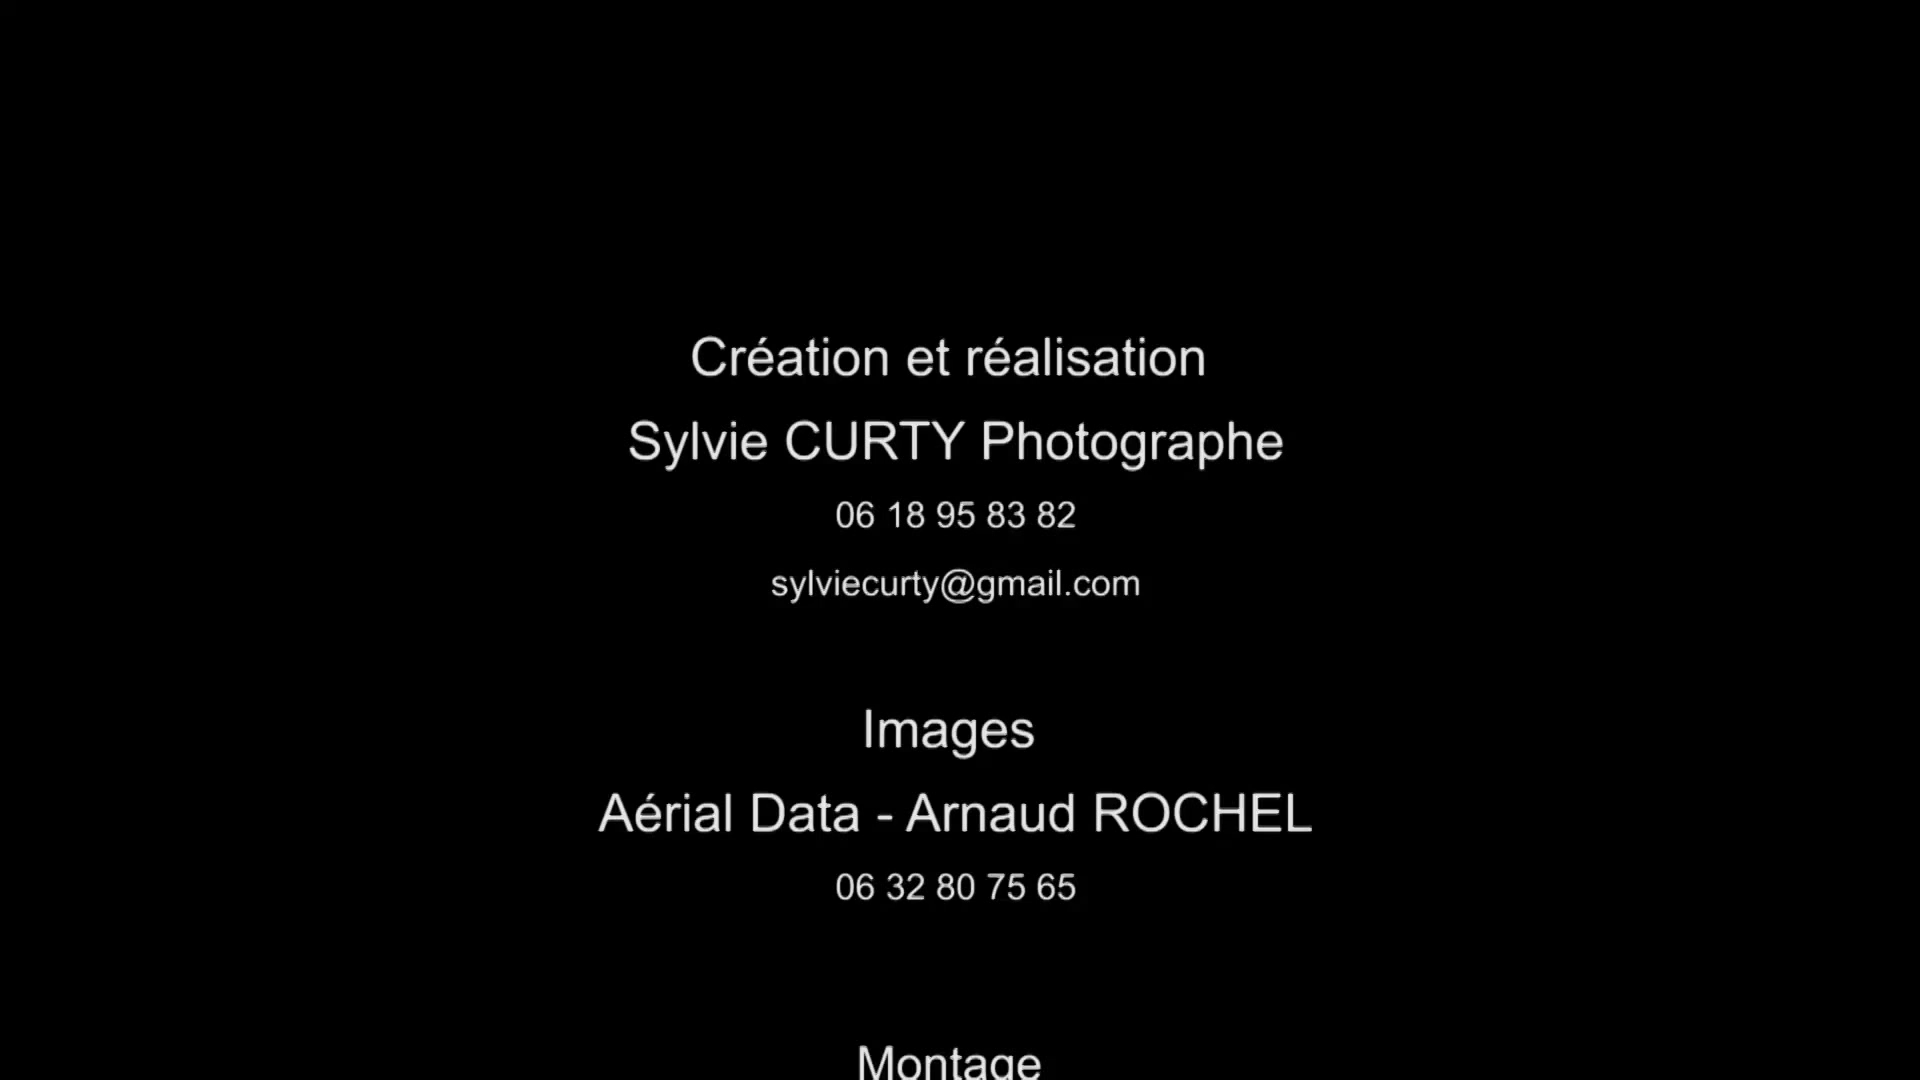 Création et réalisation
Sylvie CURTY Photographe
06 18 95 83 82
sylviecurty@gmail.com
Images
Aérial Data - Arnaud ROCHEL
06 32 80 75 65
Montage